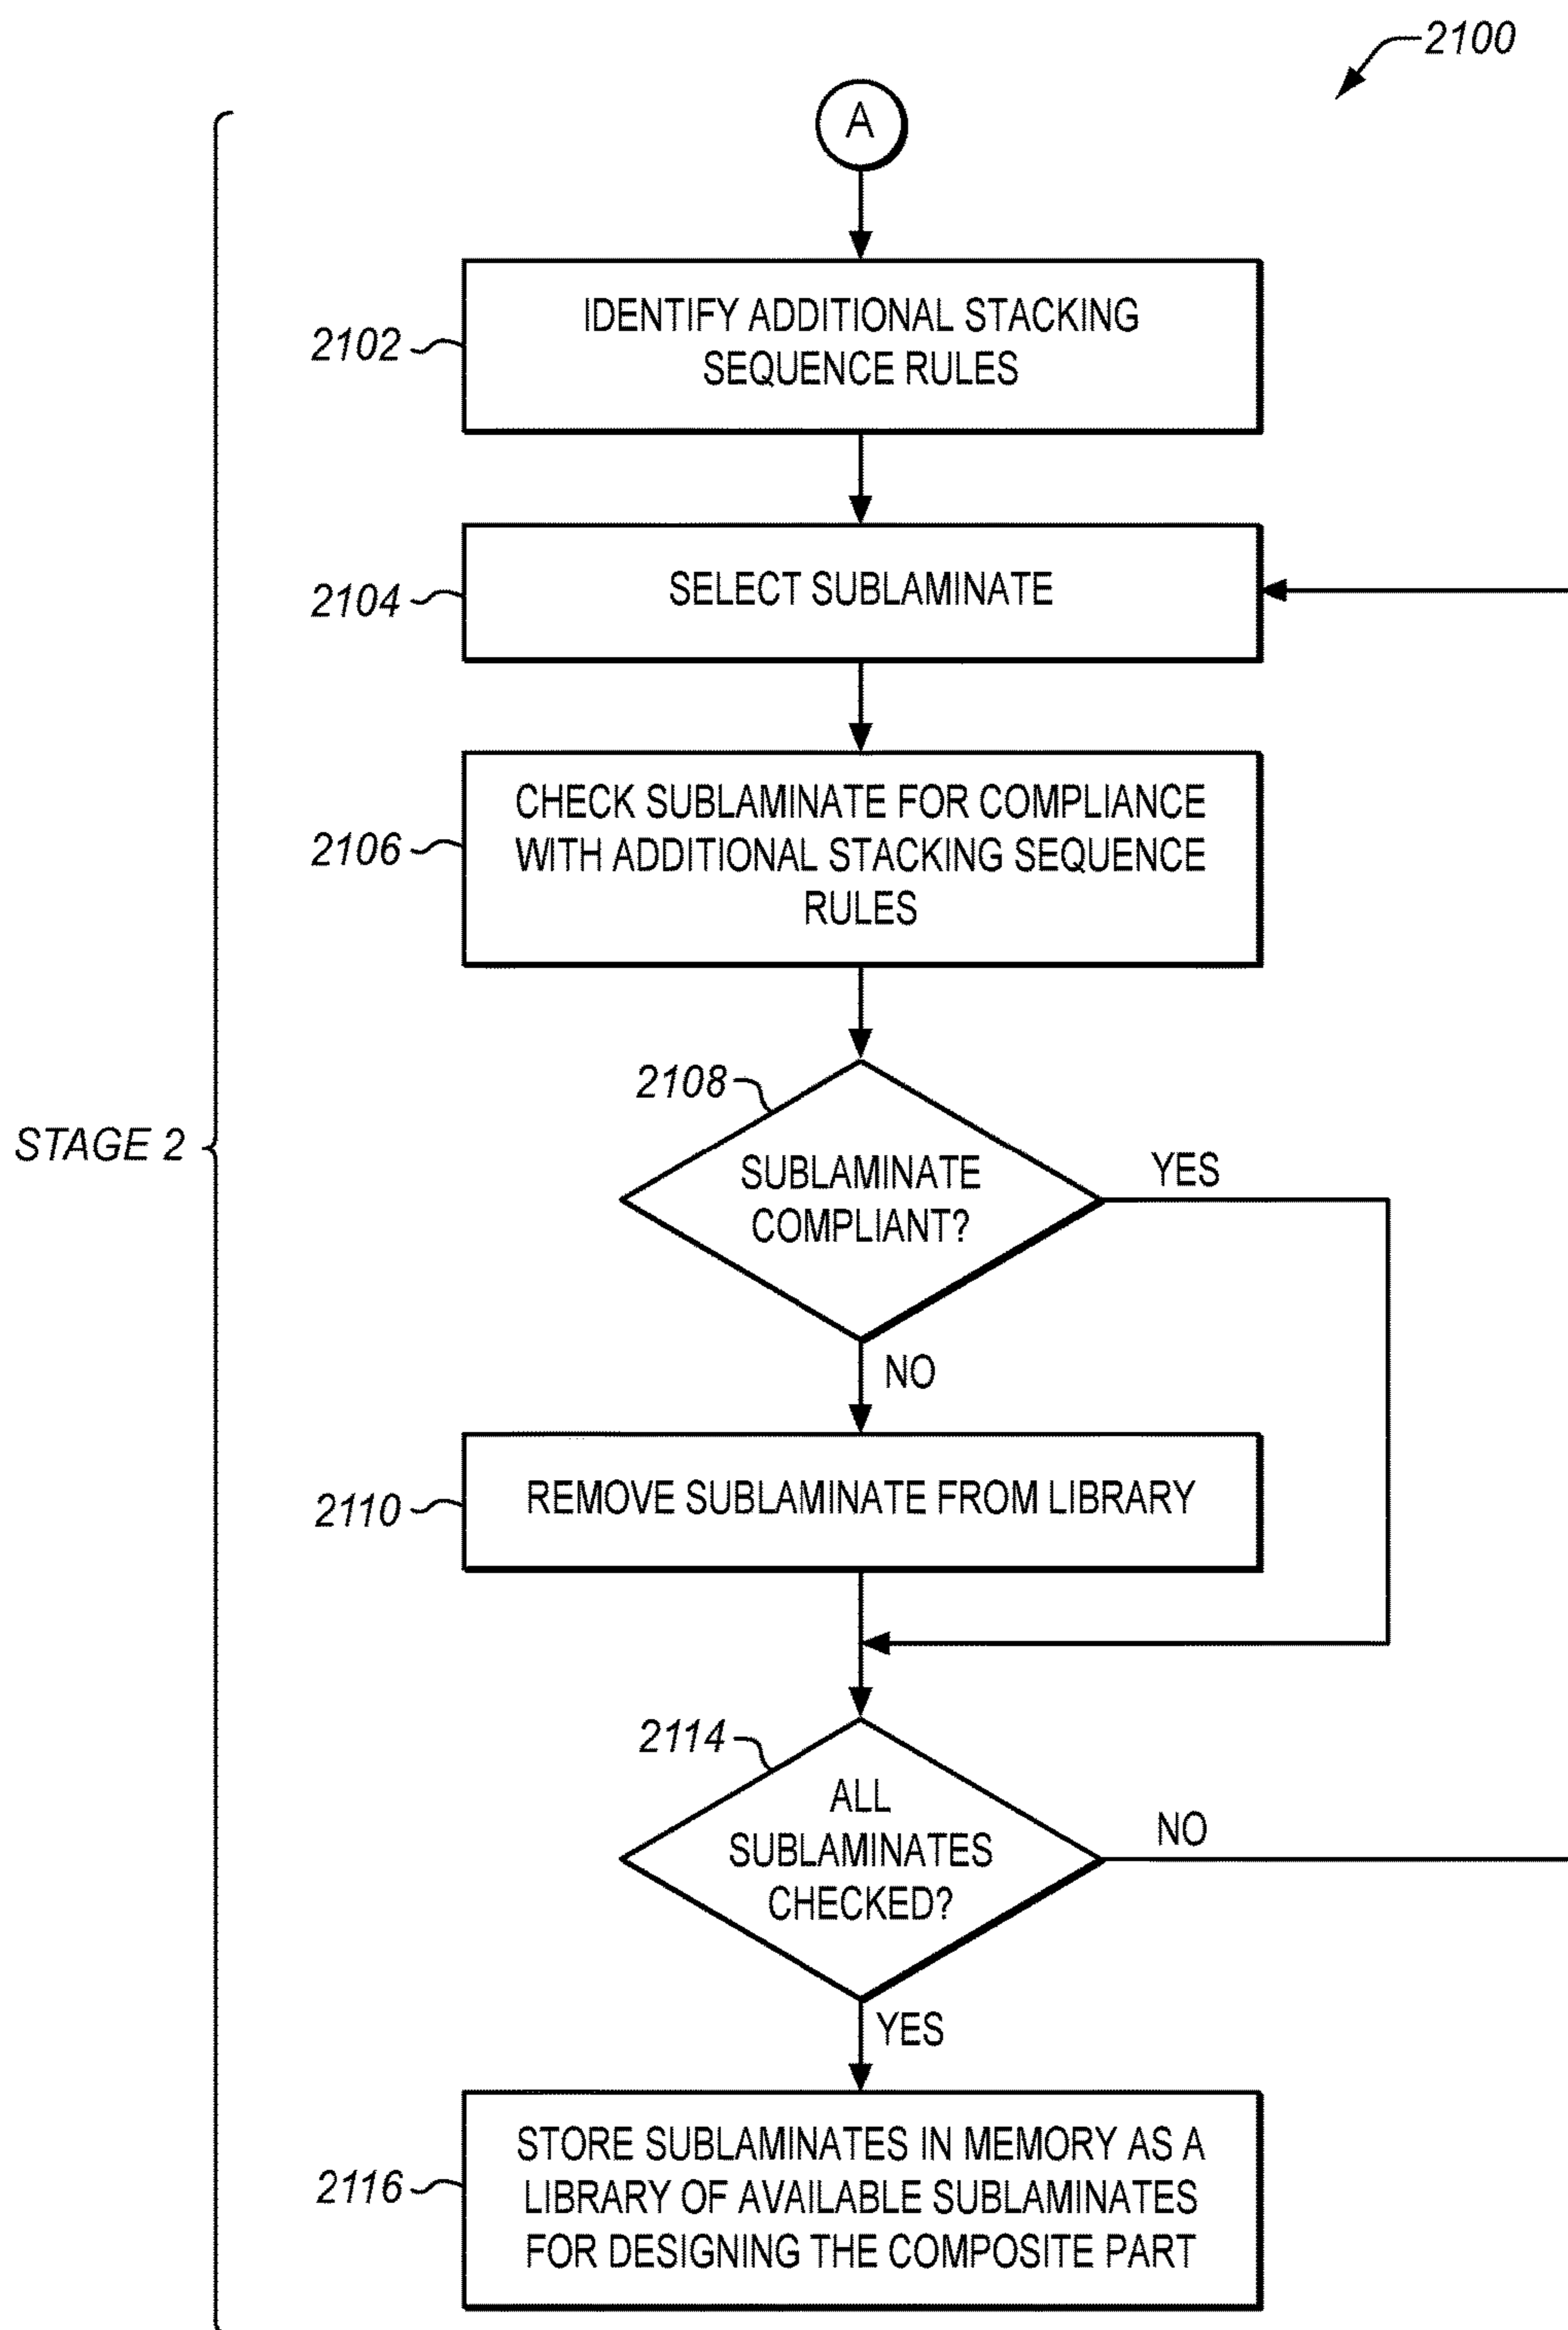 2100
A
2102
IDENTIFY ADDITIONAL STACKING
SEQUENCE RULES
2104
SELECT SUBLAMINATE
2106
CHECK SUBLAMINATE FOR COMPLIANCE
WITH ADDITIONAL STACKING SEQUENCE
RULES
STAGE 2
2108
SUBLAMINATE
COMPLIANT?
YES
NO
2110
REMOVE SUBLAMINATE FROM LIBRARY
2114
ALL
SUBLAMINATES
CHECKED?
NO
YES
2116
STORE SUBLAMINATES IN MEMORY AS A
LIBRARY OF AVAILABLE SUBLAMINATES
FOR DESIGNING THE COMPOSITE PART